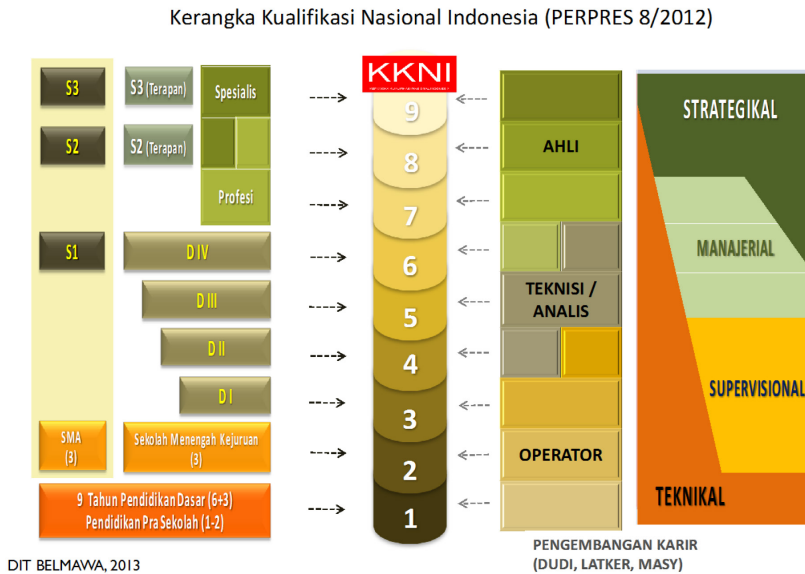 Kerangka Kualifikasi Nasional Indonesia (PERPRES 8/2012)
KKNI
S3
S3 (Terapan)
Spesialis
9
S2
S2 (Terapan)
8
AHLI
STRATEGIKAL
Profesi
7
S1
D IV
6
MANAJERIAL
D III
5
TEKNISI /
ANALIS
D II
4
D I
3
SUPERVISIONAL
SMA
(3)
Sekolah Menengah Kejuruan
(3)
2
OPERATOR
9 Tahun Pendidikan Dasar (6+3)
Pendidikan Pra Sekolah (1-2)
1
TEKNIKAL
PENGEMBANGAN KARIR
(DUDI, LATKER, MASY)
DIT BELMAWA, 2013